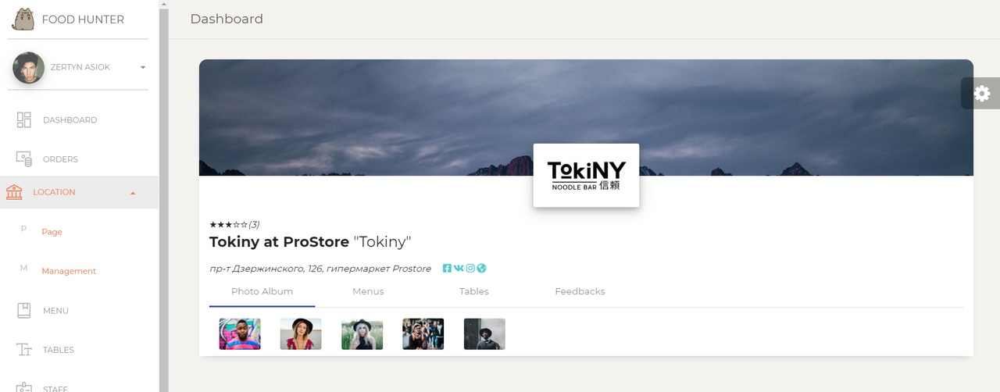 FOOD HUNTER
Dashboard
ZERTYN ASIOK
DASHBOARD
ORDERS
LOCATION
P Page
M Management
MENU
TABLES
STAFF
TokiNY
NOODLE BAR 信頼
★★★☆☆(3)
Tokiny at ProStore "Tokiny"
пр-т Дзержинского, 126, гипермаркет Prostore
Photo Album Menus Tables Feedbacks